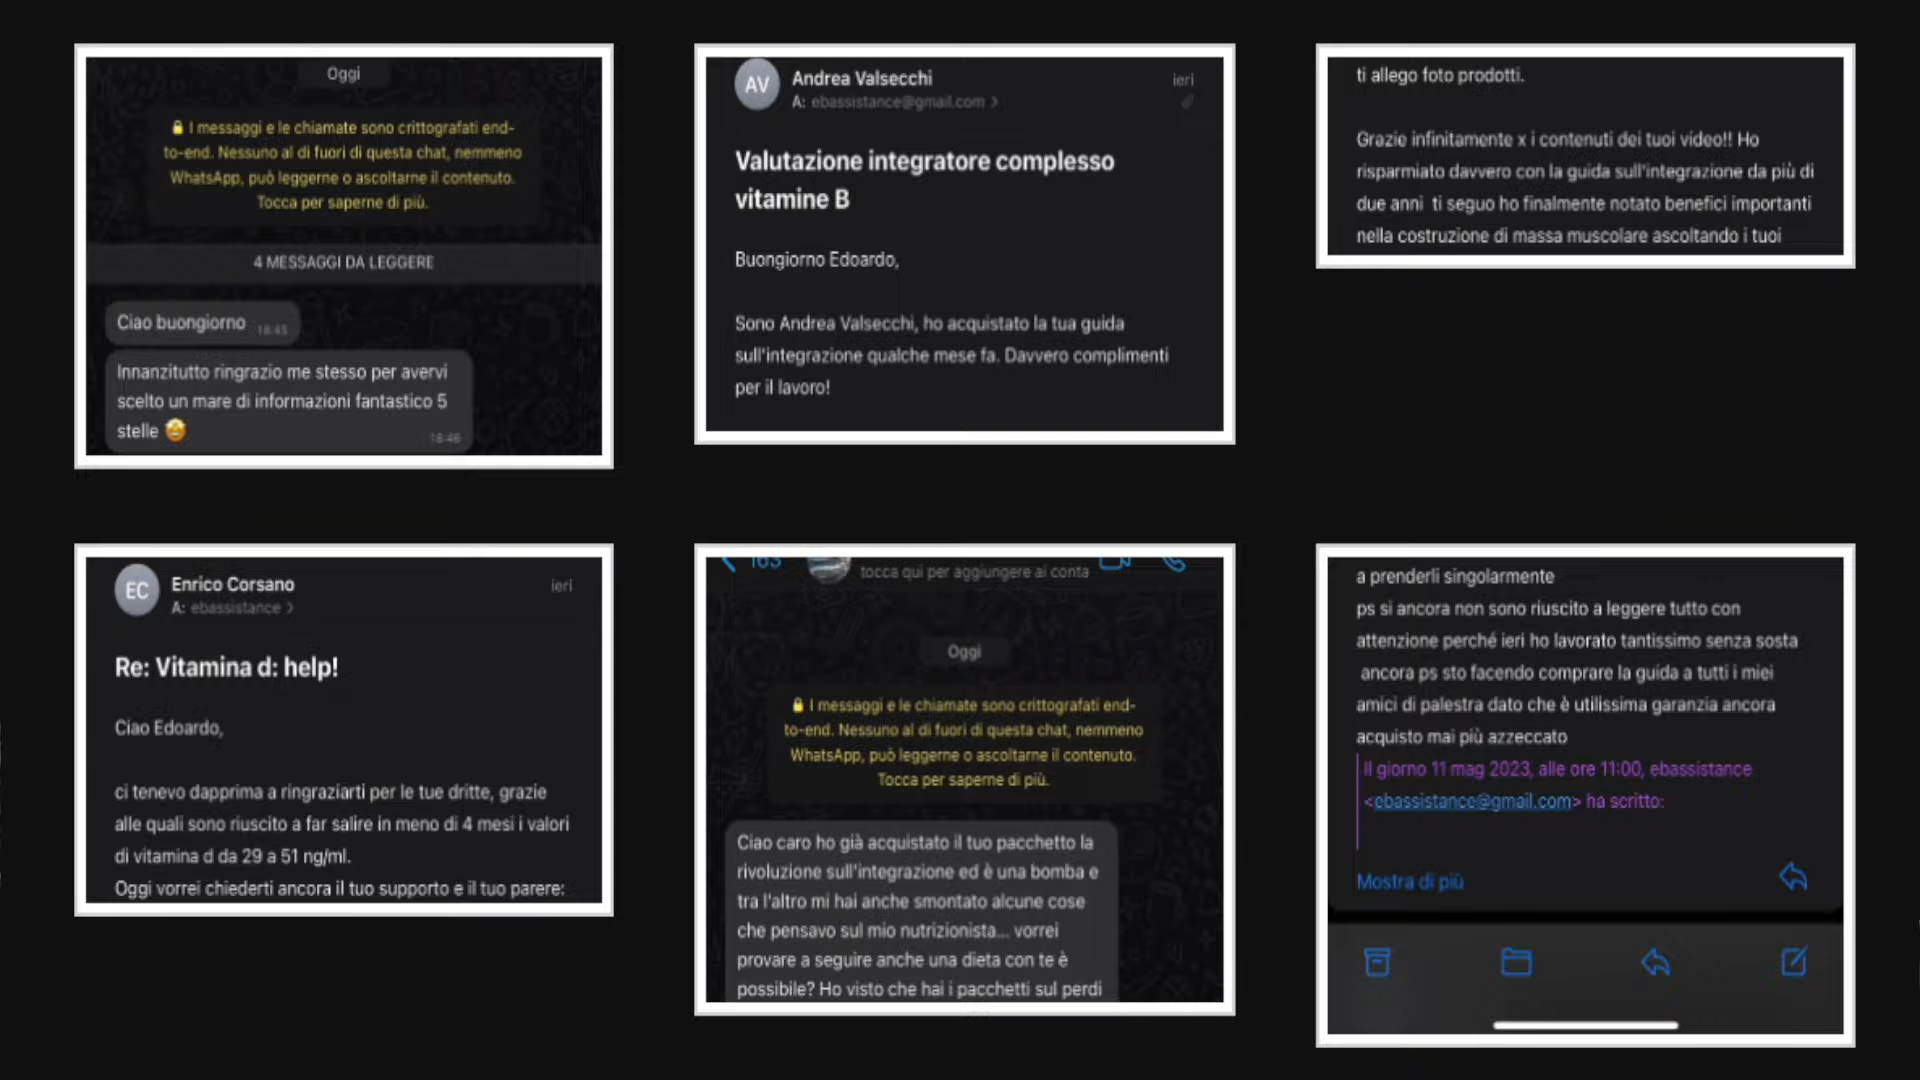 Oggi
🔒 I messaggi e le chiamate sono crittografati end-
to-end. Nessuno al di fuori di questa chat, nemmeno
WhatsApp, può leggerne o ascoltarne il contenuto.
Tocca per saperne di più.
4 MESSAGGI DA LEGGERE
Ciao buongiorno 18:45
Innanzitutto ringrazio me stesso per avervi
scelto un mare di informazioni fantastico 5
stelle 🤩
18:46
AV
Andrea Valsecchi
ieri
A: ebassistance@gmail.com >
Valutazione integratore complesso
vitamine B
Buongiorno Edoardo,
Sono Andrea Valsecchi, ho acquistato la tua guida
sull'integrazione qualche mese fa. Davvero complimenti
per il lavoro!
ti allego foto prodotti.
Grazie infinitamente x i contenuti dei tuoi video!! Ho
risparmiato davvero con la guida sull'integrazione da più di
due anni  ti seguo ho finalmente notato benefici importanti
nella costruzione di massa muscolare ascoltando i tuoi
EC
Enrico Corsano
ieri
A: ebassistance >
Re: Vitamina d: help!
Ciao Edoardo,
ci tenevo dapprima a ringraziarti per le tue dritte, grazie
alle quali sono riuscito a far salire in meno di 4 mesi i valori
di vitamina d da 29 a 51 ng/ml.
Oggi vorrei chiederti ancora il tuo supporto e il tuo parere:
163
tocca qui per aggiungere ai conta
Oggi
🔒 I messaggi e le chiamate sono crittografati end-
to-end. Nessuno al di fuori di questa chat, nemmeno
WhatsApp, può leggerne o ascoltarne il contenuto.
Tocca per saperne di più.
Ciao caro ho già acquistato il tuo pacchetto la
rivoluzione sull'integrazione ed è una bomba e
tra l'altro mi hai anche smontato alcune cose
che pensavo sul mio nutrizionista... vorrei
provare a seguire anche una dieta con te è
possibile? Ho visto che hai i pacchetti sul perdi
a prenderli singolarmente
ps si ancora non sono riuscito a leggere tutto con
attenzione perché ieri ho lavorato tantissimo senza sosta
ancora ps sto facendo comprare la guida a tutti i miei
amici di palestra dato che è utilissima garanzia ancora
acquisto mai più azzeccato
Il giorno 11 mag 2023, alle ore 11:00, ebassistance
<ebassistance@gmail.com> ha scritto:
Mostra di più